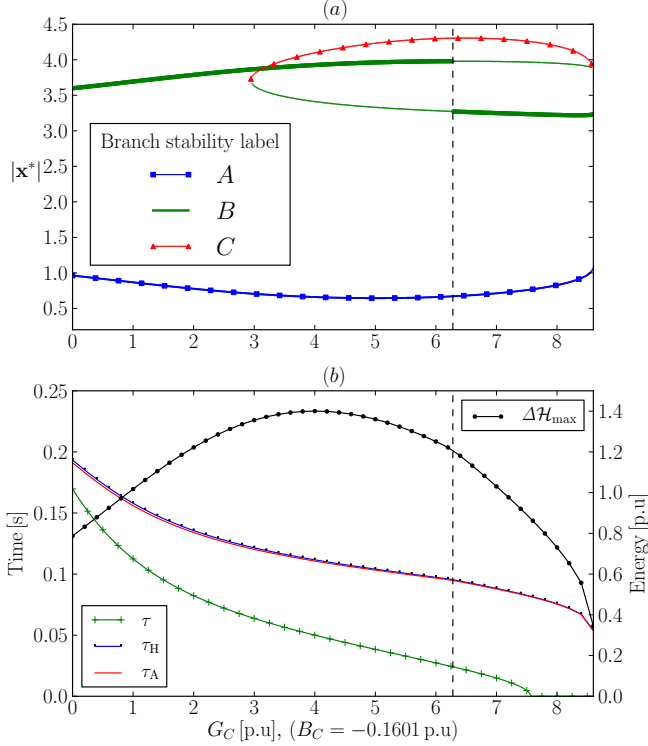 (a)
4.5
4.0
3.5
3.0
2.5
|x*|
2.0
1.5
1.0
0.5
Branch stability label
A
B
C
0 1 2 3 4 5 6 7 8
(b)
0.25
0.2
0.15
0.1
0.05
0.0
Time [s]
ΔH_max
1.4
1.2
1.0
0.8
0.6
0.4
0.2
0.0
Energy [p.u]
τ
τ_H
τ_A
0 1 2 3 4 5 6 7 8
G_C [p.u], (B_C = −0.1601 p.u)